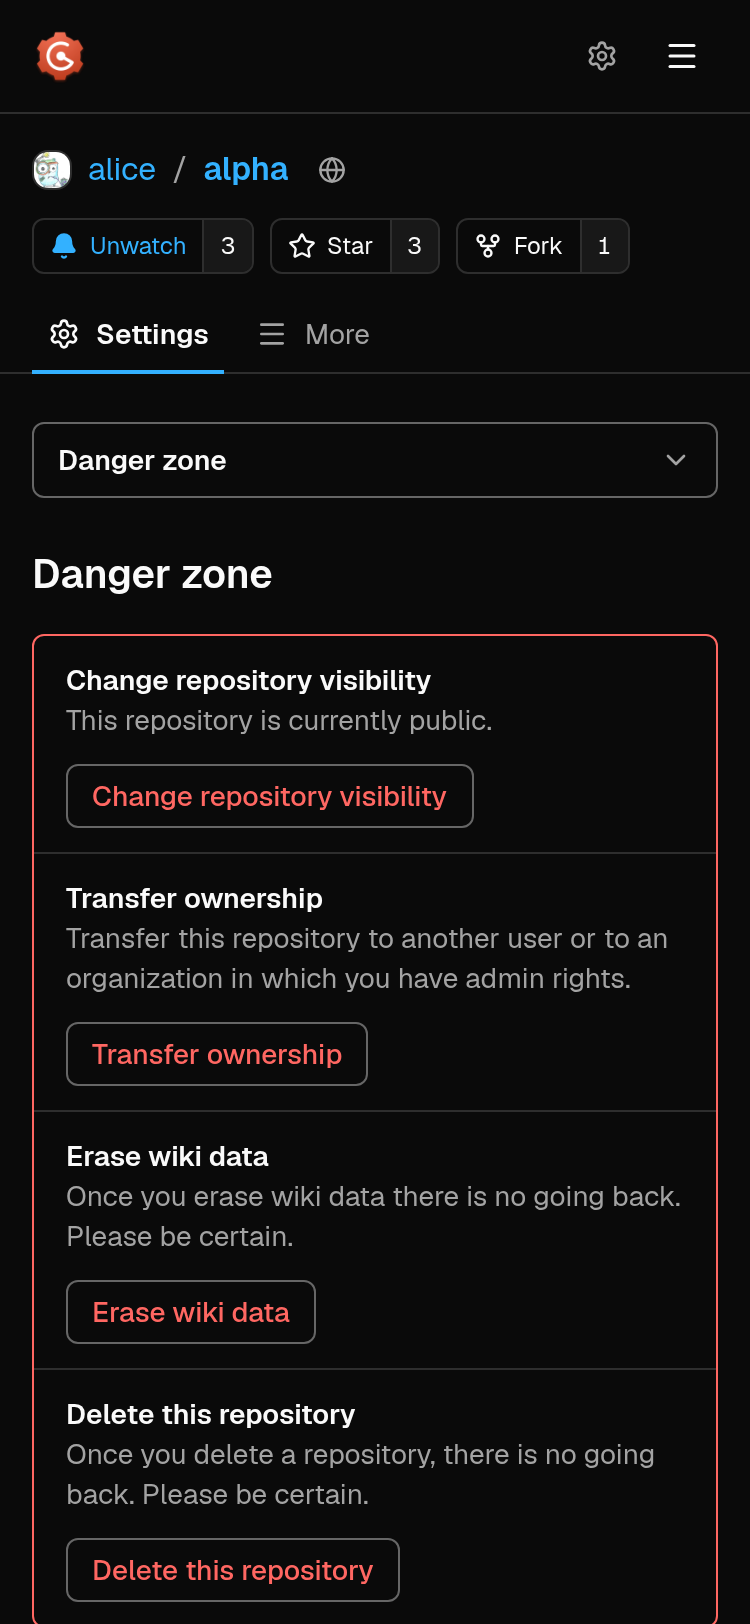 alice / alpha
Unwatch 3 Star 3 Fork 1
Settings More
Danger zone
Danger zone
Change repository visibility
This repository is currently public.
Change repository visibility
Transfer ownership
Transfer this repository to another user or to an
organization in which you have admin rights.
Transfer ownership
Erase wiki data
Once you erase wiki data there is no going back.
Please be certain.
Erase wiki data
Delete this repository
Once you delete a repository, there is no going
back. Please be certain.
Delete this repository